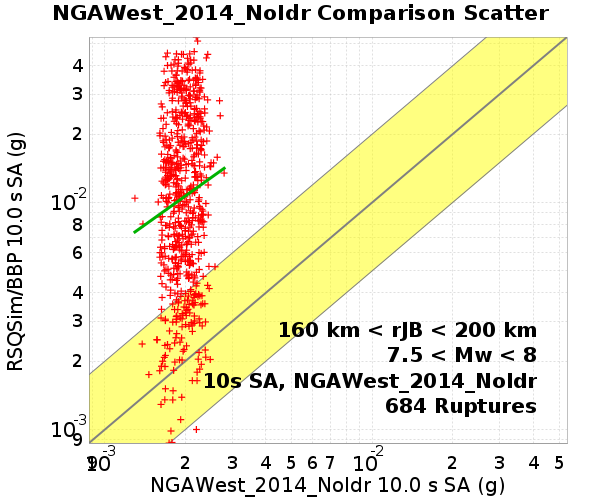 NGAWest_2014_NoIdr Comparison Scatter
4
3
2
10-2
8
6
4
3
2
10-3
9
RSQSim/BBP 10.0 s SA (g)
160 km < rJB < 200 km
7.5 < Mw < 8
10s SA, NGAWest_2014_NoIdr
684 Ruptures
9 10-3 2 3 4 5 6 7 10-2 2 3 4 5
NGAWest_2014_NoIdr 10.0 s SA (g)